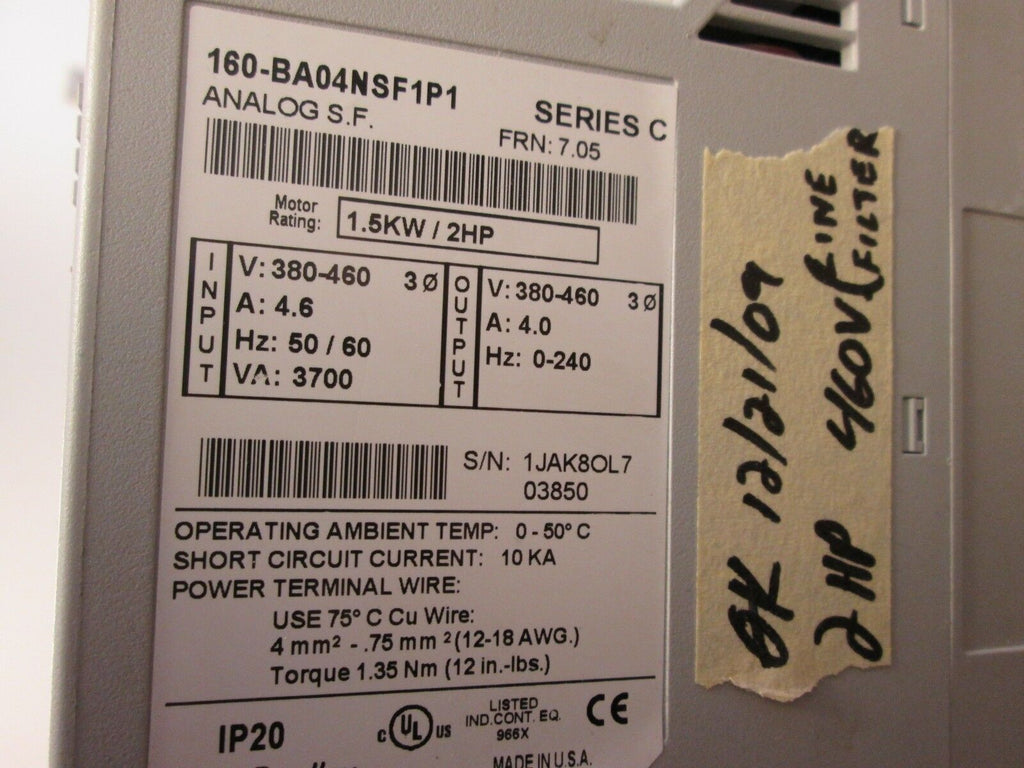 160-BA04NSF1P1
ANALOG S.F.
SERIES C
FRN: 7.05
Motor Rating: 1.5KW / 2HP
INPUT
V: 380-460 3Ø
A: 4.6
Hz: 50 / 60
VA: 3700
OUTPUT
V: 380-460 3Ø
A: 4.0
Hz: 0-240
S/N: 1JAK8OL7
03850
OPERATING AMBIENT TEMP: 0 - 50° C
SHORT CIRCUIT CURRENT: 10 KA
POWER TERMINAL WIRE:
USE 75° C Cu Wire:
4 mm² - .75 mm² (12-18 AWG.)
Torque 1.35 Nm (12 in.-lbs.)
IP20
c UL us
LISTED
IND.CONT. EQ.
966X
CE
MADE IN U.S.A.
12/21/09
2 HP 460V LINE
FILTER